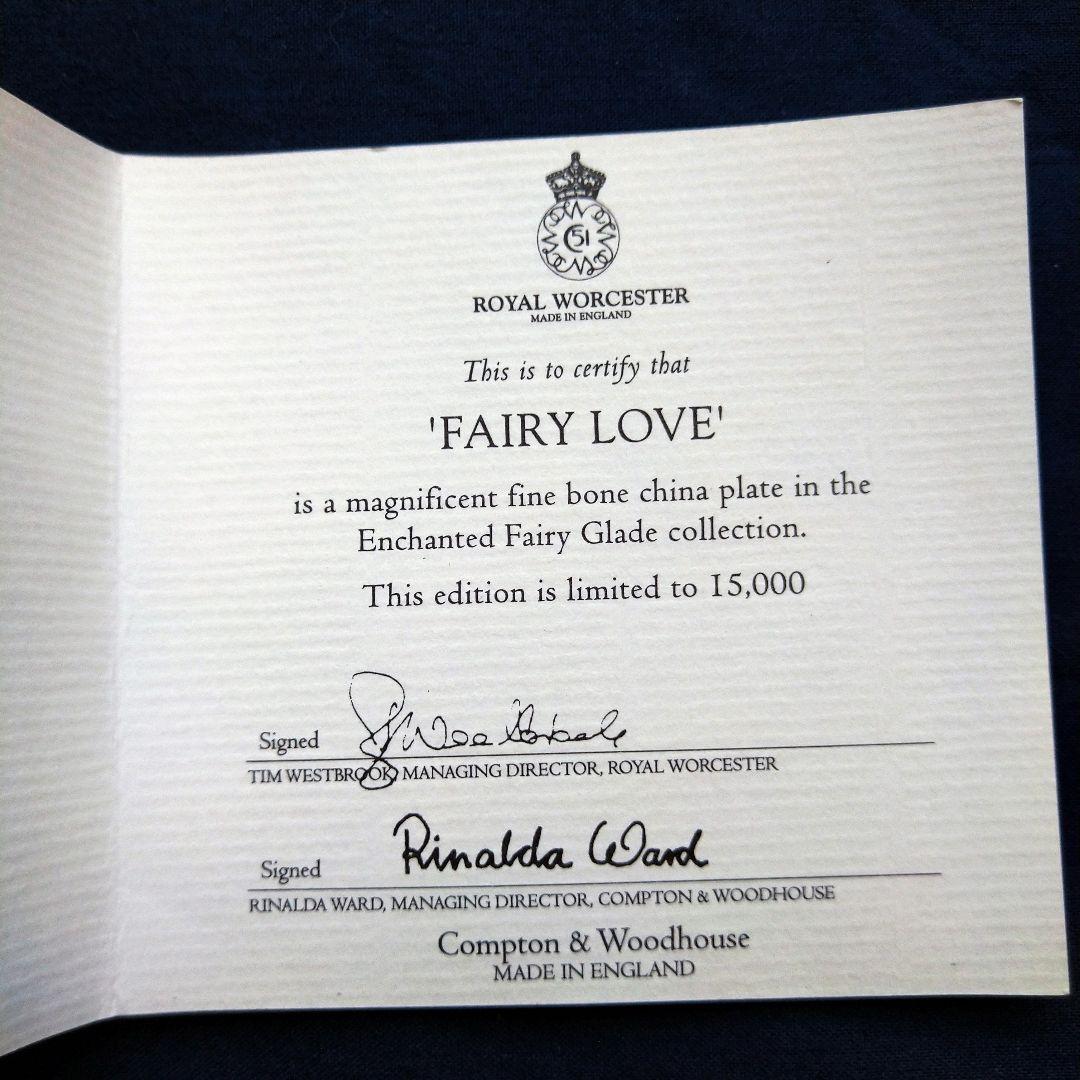 C51
ROYAL WORCESTER
MADE IN ENGLAND
This is to certify that
'FAIRY LOVE'
is a magnificent fine bone china plate in the
Enchanted Fairy Glade collection.
This edition is limited to 15,000
Signed
TIM WESTBROOK, MANAGING DIRECTOR, ROYAL WORCESTER
Signed Rinalda Ward
RINALDA WARD, MANAGING DIRECTOR, COMPTON & WOODHOUSE
Compton & Woodhouse
MADE IN ENGLAND